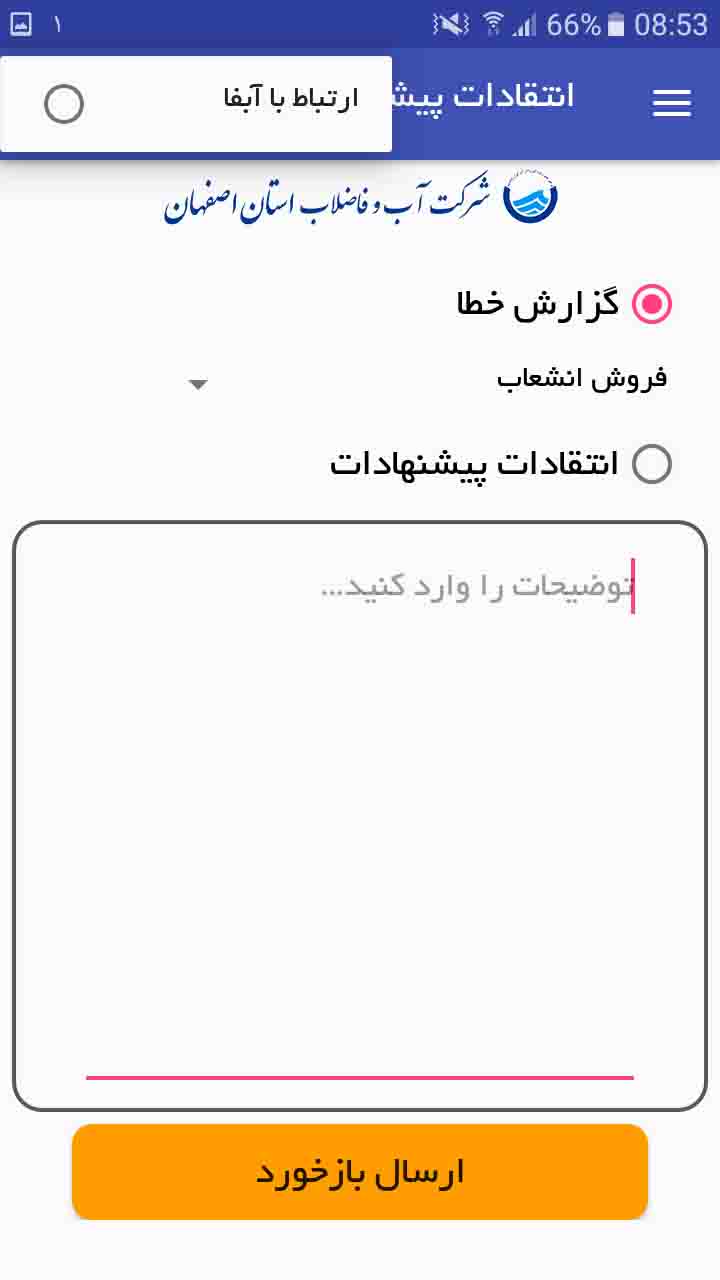 ۱ 66% 08:53
انتقادات پیش
ارتباط با آبفا
شرکت آب و فاضلاب استان اصفهان
گزارش خطا
فروش انشعاب
انتقادات پیشنهادات
توضیحات را وارد کنید...
ارسال بازخورد